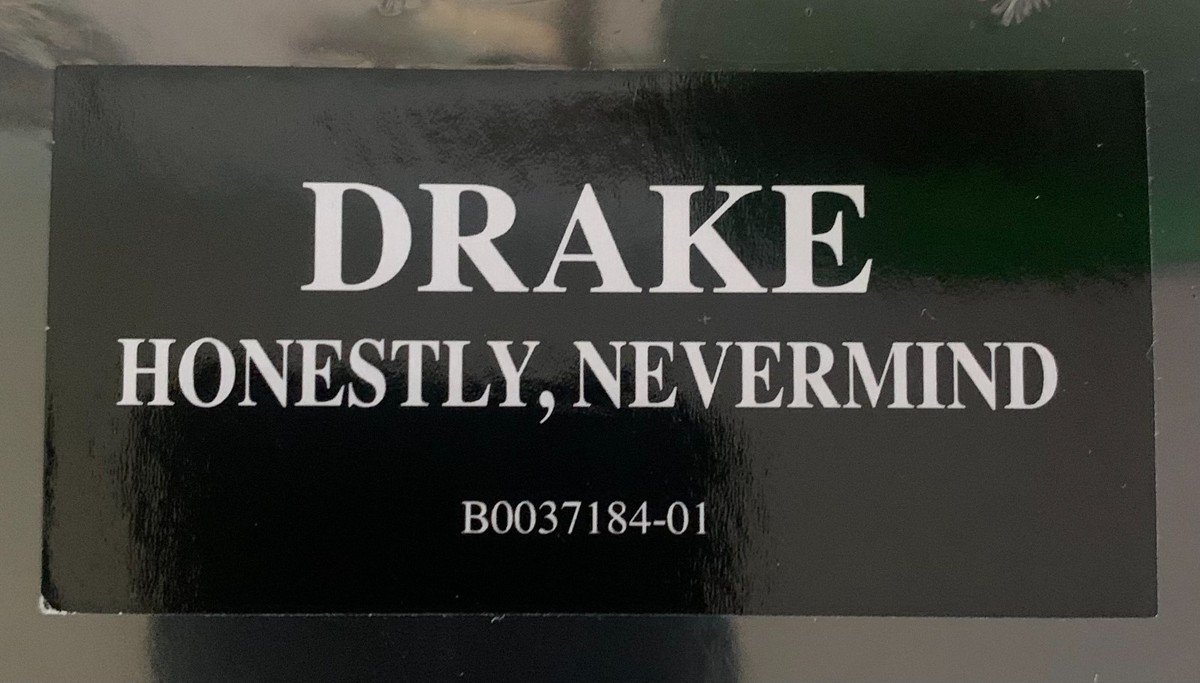 DRAKE
HONESTLY, NEVERMIND
B0037184-01